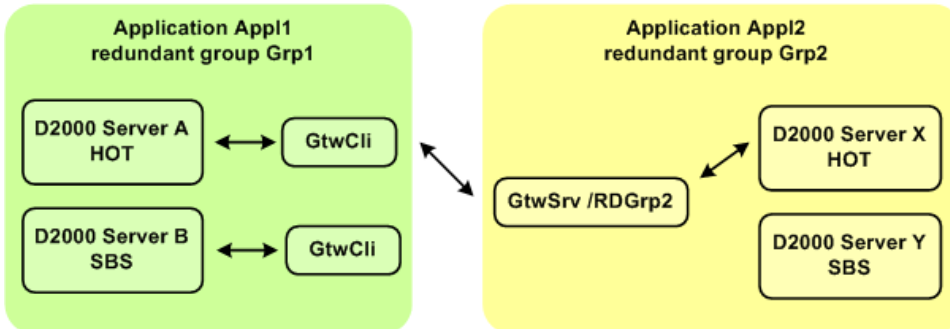 Application Appl1
redundant group Grp1
D2000 Server A
HOT
GtwCli
D2000 Server B
SBS
GtwCli
Application Appl2
redundant group Grp2
GtwSrv /RDGrp2
D2000 Server X
HOT
D2000 Server Y
SBS